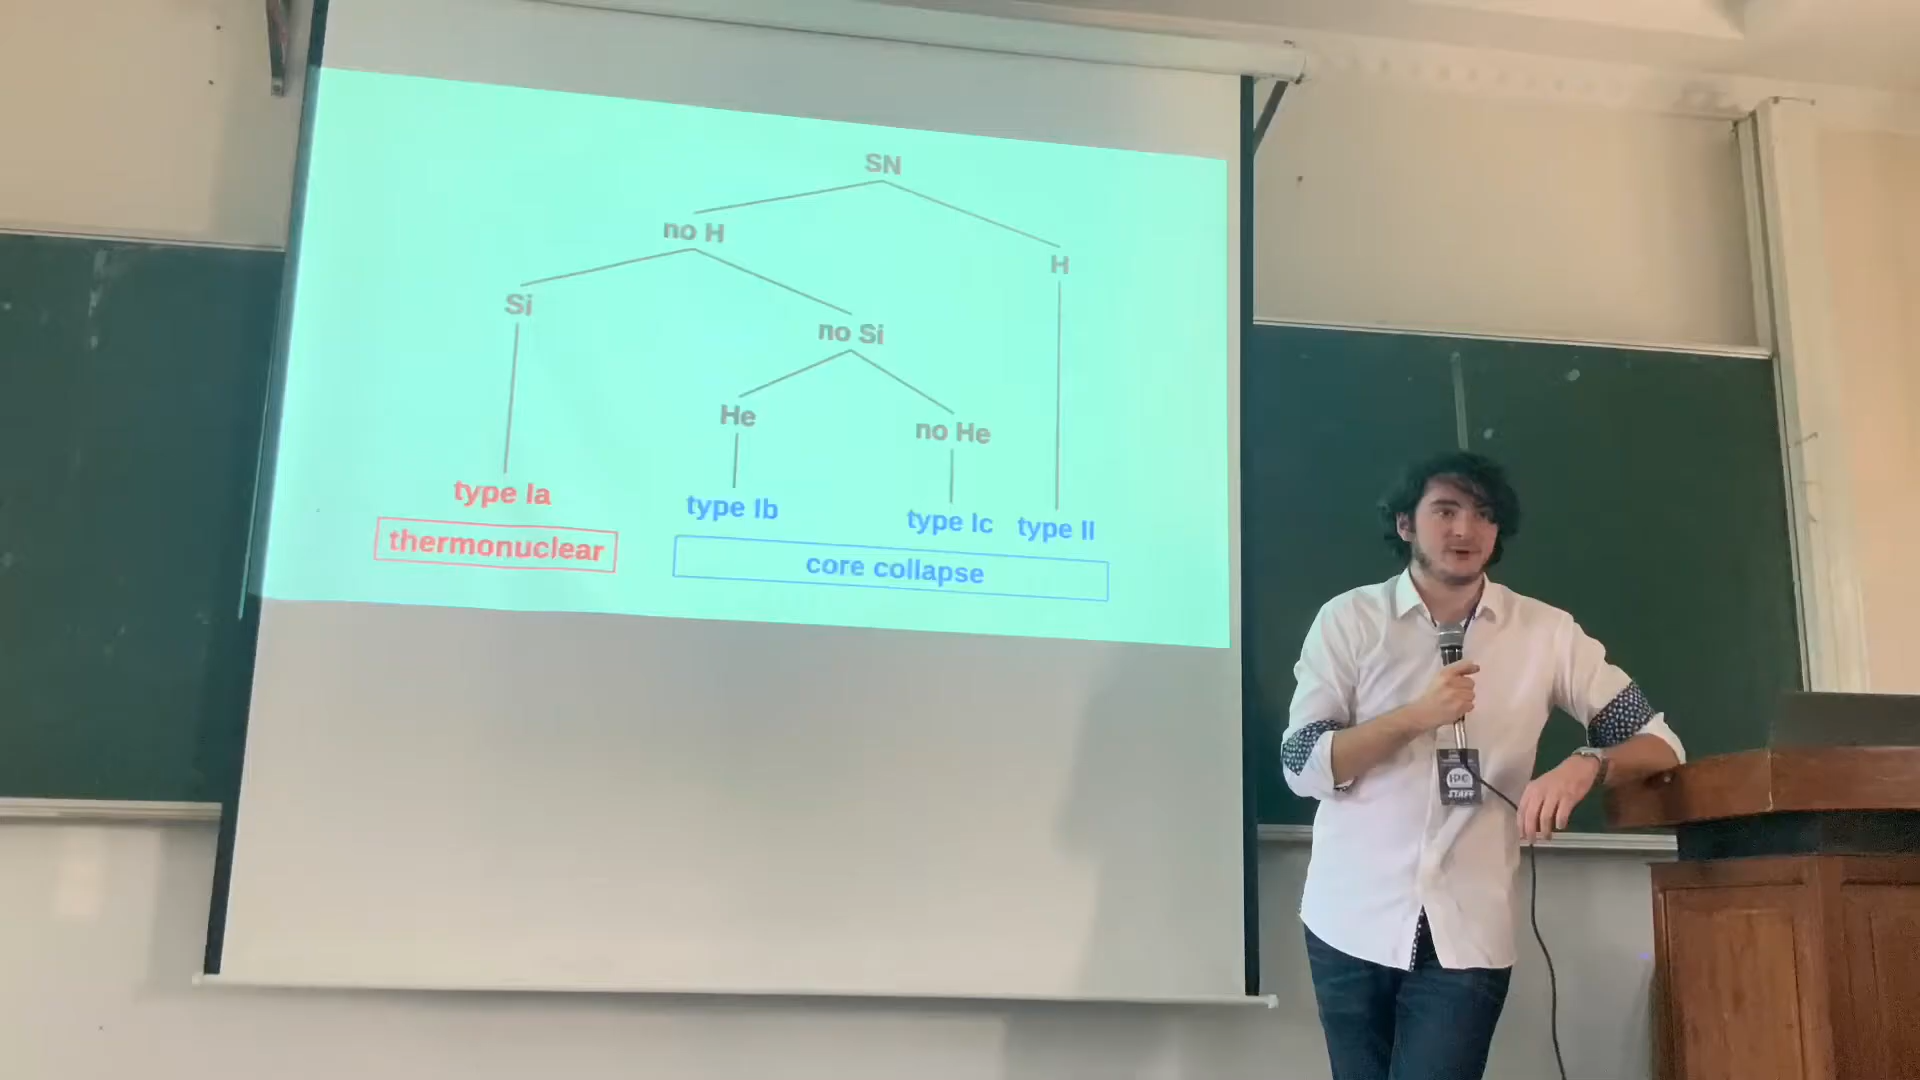 SN
no H
H
Si
no Si
He
no He
type Ia
type Ib
type Ic
type II
thermonuclear
core collapse
IPC
STAFF